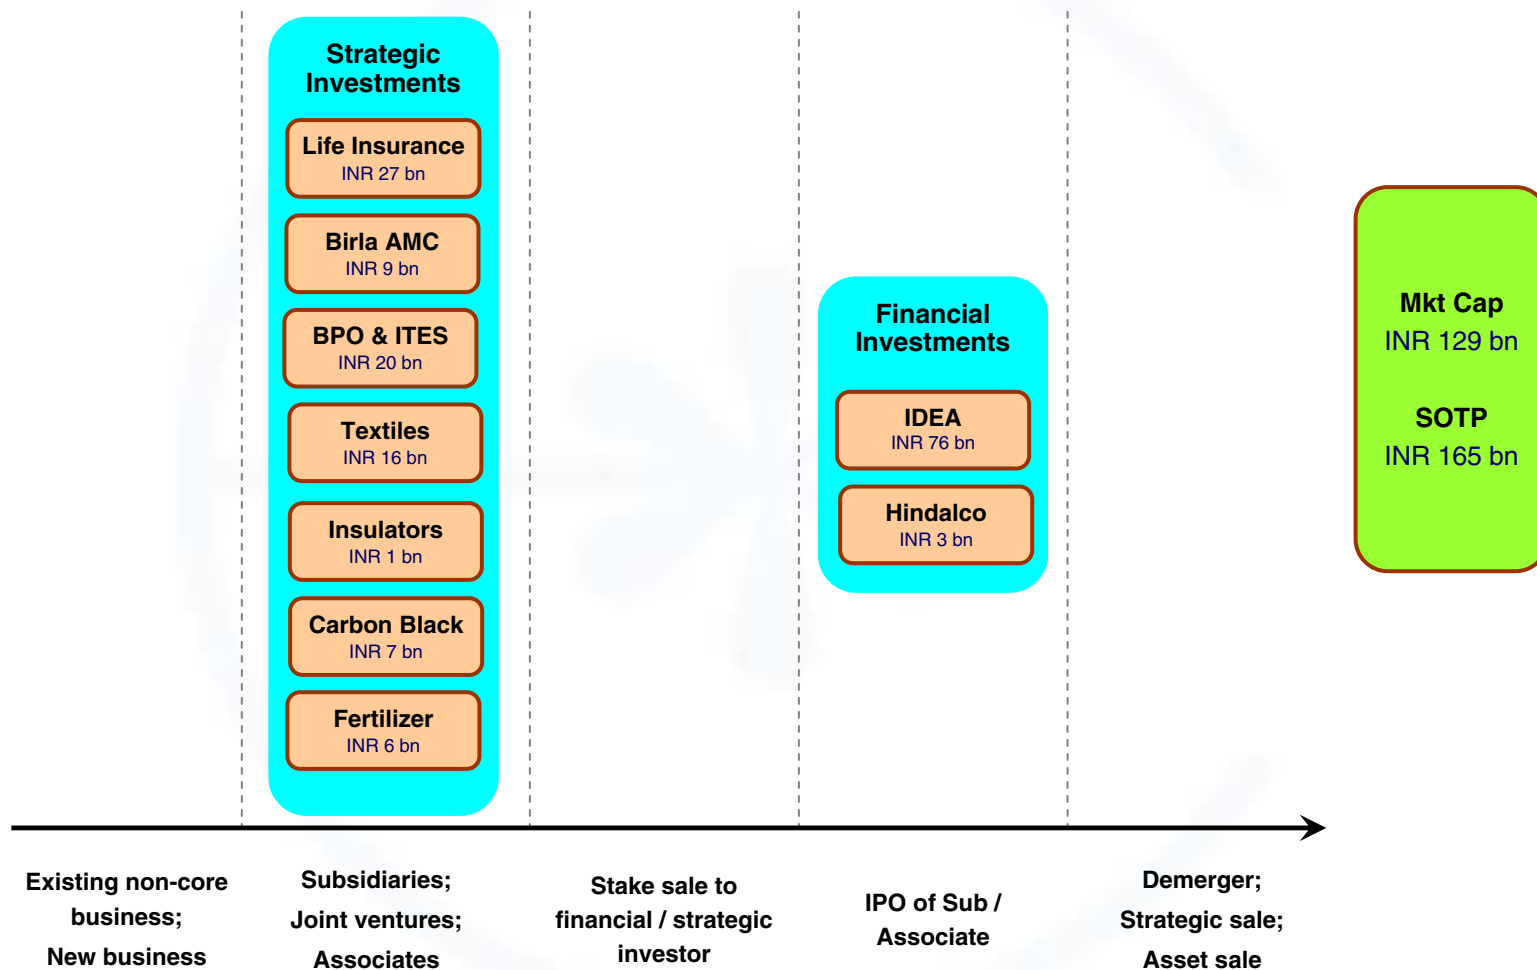 Strategic
Investments
Life Insurance
INR 27 bn
Birla AMC
INR 9 bn
BPO & ITES
INR 20 bn
Textiles
INR 16 bn
Insulators
INR 1 bn
Carbon Black
INR 7 bn
Fertilizer
INR 6 bn
Financial
Investments
IDEA
INR 76 bn
Hindalco
INR 3 bn
Mkt Cap
INR 129 bn
SOTP
INR 165 bn
Existing non-core
business;
New business
Subsidiaries;
Joint ventures;
Associates
Stake sale to
financial / strategic
investor
IPO of Sub /
Associate
Demerger;
Strategic sale;
Asset sale